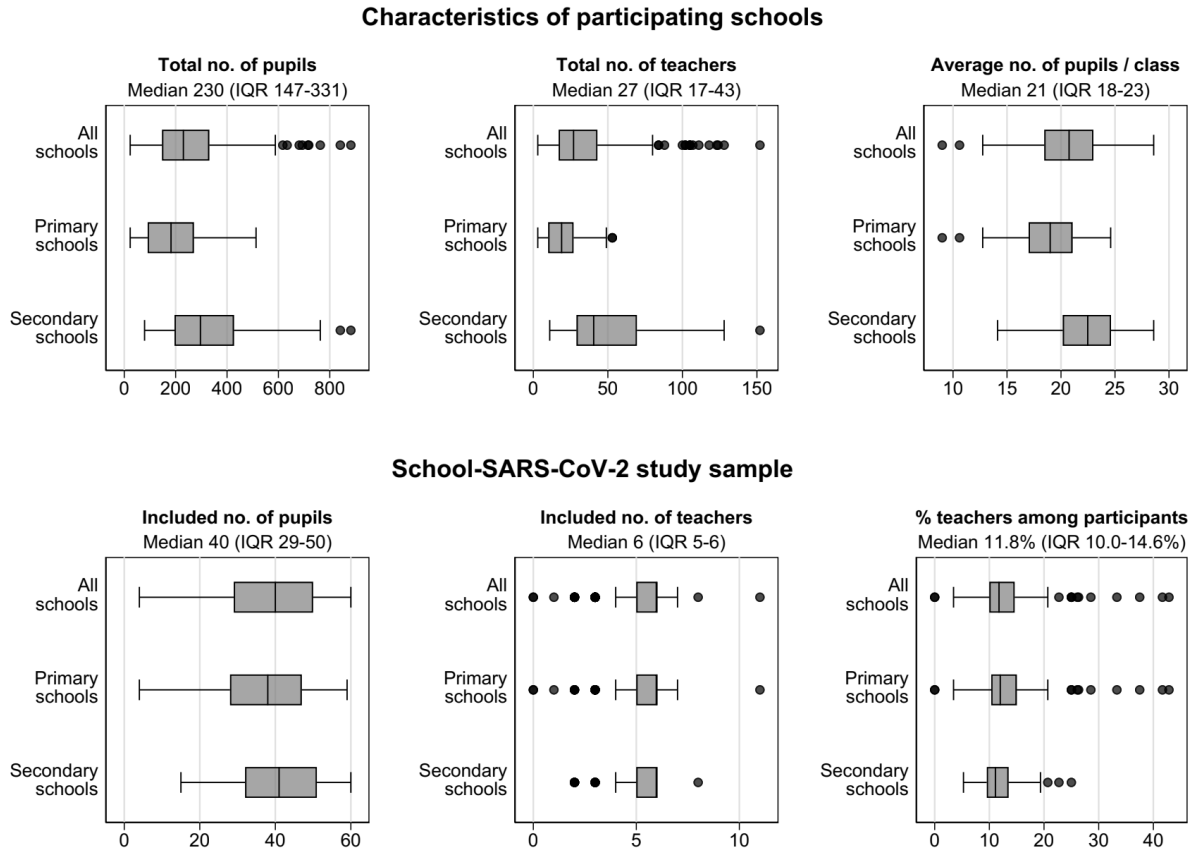 Characteristics of participating schools
Total no. of pupils
Median 230 (IQR 147-331)
All
schools
Primary
schools
Secondary
schools
0 200 400 600 800
Total no. of teachers
Median 27 (IQR 17-43)
All
schools
Primary
schools
Secondary
schools
0 50 100 150
Average no. of pupils / class
Median 21 (IQR 18-23)
All
schools
Primary
schools
Secondary
schools
10 15 20 25 30
School-SARS-CoV-2 study sample
Included no. of pupils
Median 40 (IQR 29-50)
All
schools
Primary
schools
Secondary
schools
0 20 40 60
Included no. of teachers
Median 6 (IQR 5-6)
All
schools
Primary
schools
Secondary
schools
0 5 10
% teachers among participants
Median 11.8% (IQR 10.0-14.6%)
All
schools
Primary
schools
Secondary
schools
0 10 20 30 40